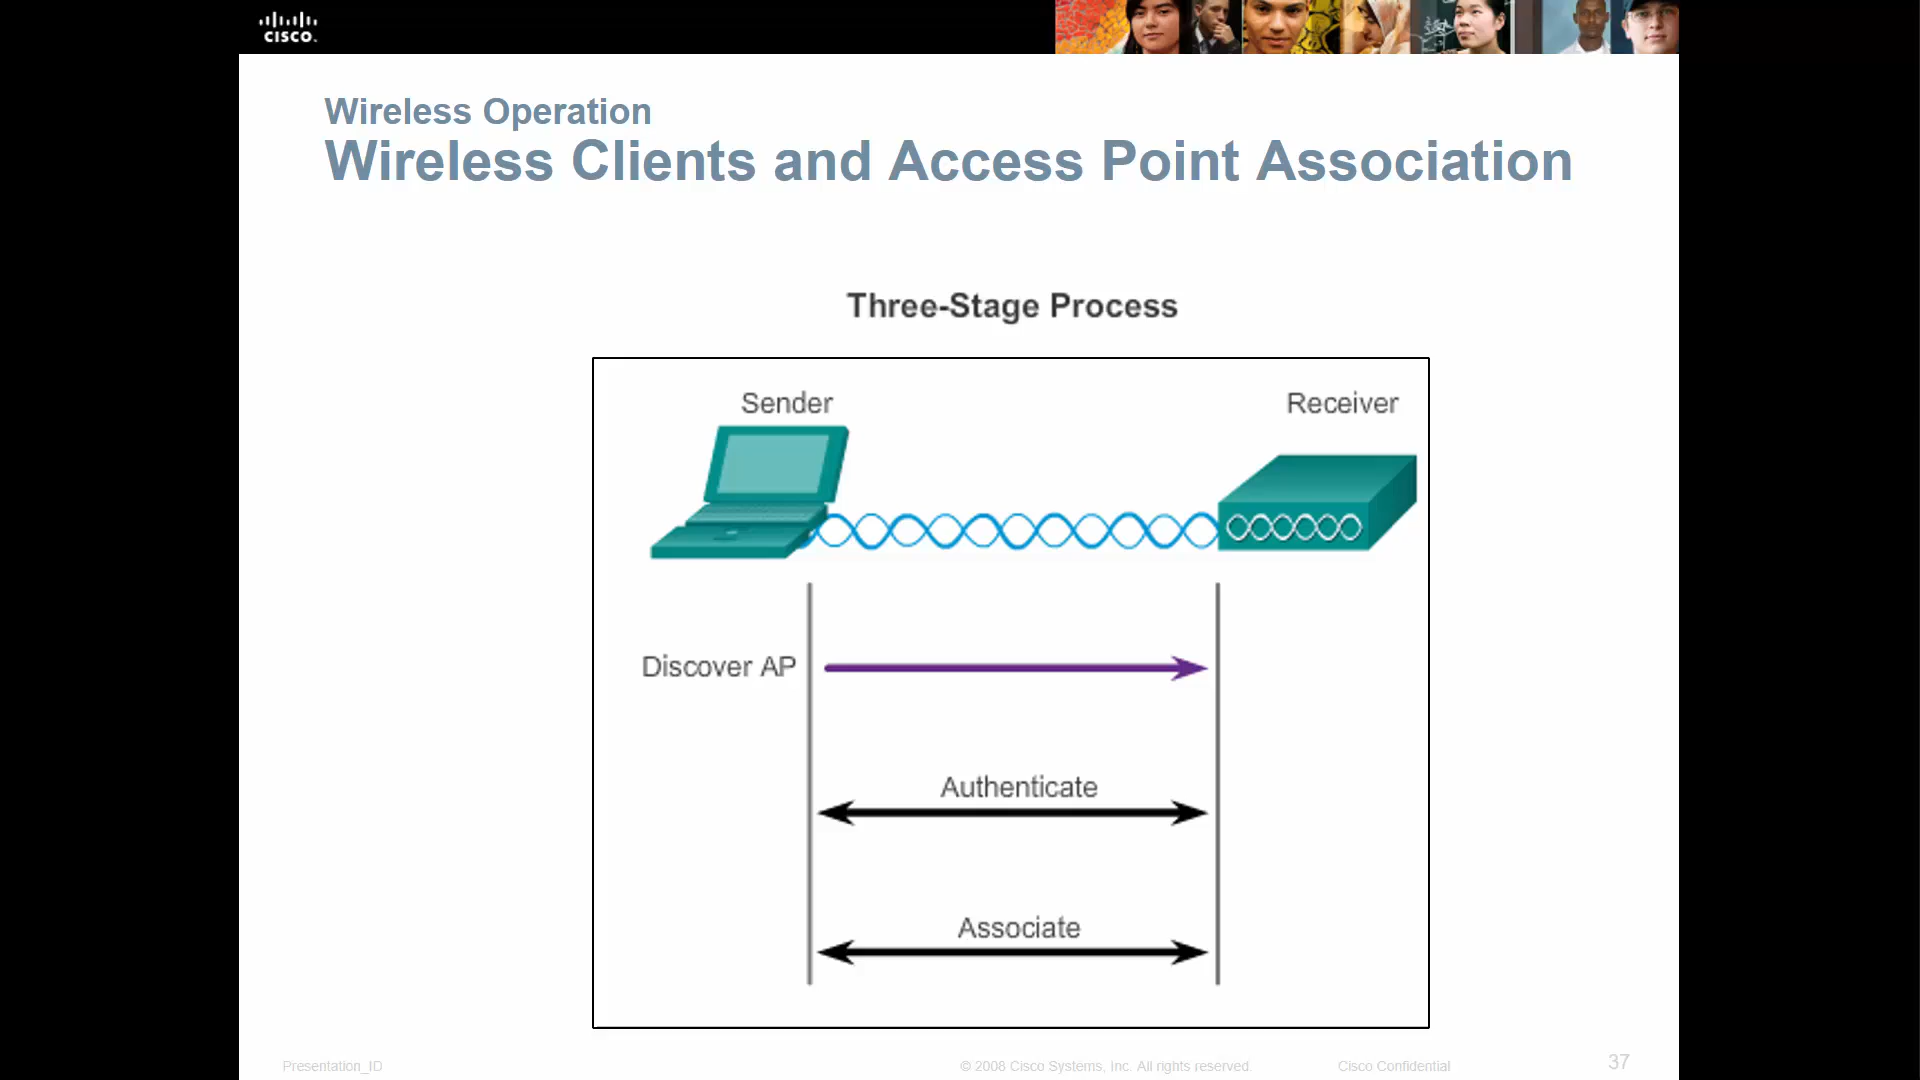 CISCO.
Wireless Operation
Wireless Clients and Access Point Association
Three-Stage Process
Sender
Receiver
Discover AP
Authenticate
Associate
Presentation_ID
© 2008 Cisco Systems, Inc. All rights reserved.
Cisco Confidential
37